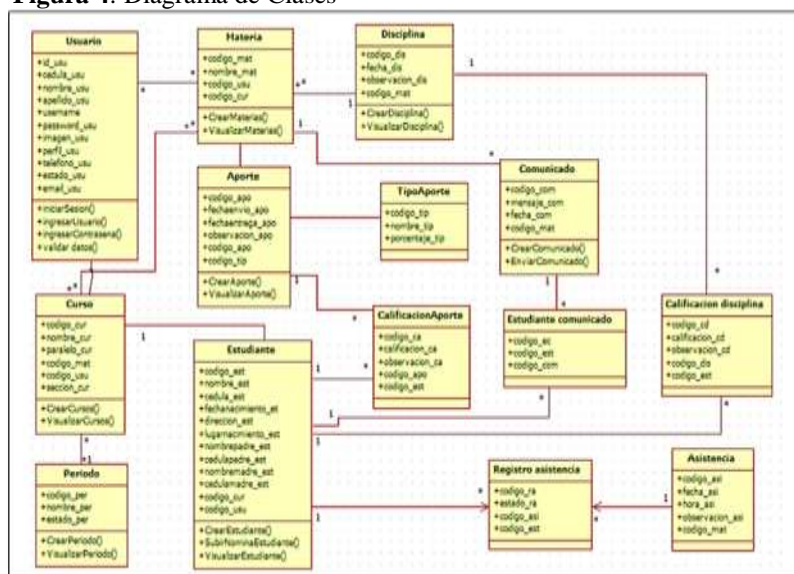 Figura 4. Diagrama de Clases
Usuario
+id_usu
+cedula_usu
+nombre_usu
+apellido_usu
+username
+password_usu
+imagen_usu
+perfil_usu
+telefono_usu
+estado_usu
+email_usu
+iniciarSesion()
+ingresarUsuario()
+ingresarContrasena()
+validar datos()
Materia
+codigo_mat
+nombre_mat
+codigo_usu
+codigo_cur
+CrearMaterias()
+VisualizarMaterias()
Disciplina
+codigo_dis
+fecha_dis
+observacion_dis
+codigo_mat
+CrearDisciplina()
+VisualizarDisciplina()
Aporte
+codigo_apo
+fechaenvio_apo
+fechaentrega_apo
+observacion_apo
+codigo_apo
+codigo_tip
+CrearAporte()
+VisualizarAporte()
TipoAporte
+codigo_tip
+nombre_tip
+porcentaje_tip
Comunicado
+codigo_com
+mensaje_com
+fecha_com
+codigo_mat
+CrearComunicado()
+EnviarComunicado()
Curso
+codigo_cur
+nombre_cur
+paralelo_cur
+codigo_mat
+codigo_usu
+seccion_cur
+CrearCursos()
+VisualizarCursos()
CalificacionAporte
+codigo_ca
+calificacion_ca
+observacion_ca
+codigo_apo
+codigo_est
Estudiante comunicado
+codigo_ec
+codigo_est
+codigo_com
Calificacion disciplina
+codigo_cd
+calificacion_cd
+observacion_cd
+codigo_dis
+codigo_est
Estudiante
+codigo_est
+nombre_est
+cedula_est
+fechanacimiento_et
+direccion_est
+lugarnacimiento_est
+nombrepadre_est
+cedulapadre_est
+nombremadre_est
+cedulamadre_est
+codigo_cur
+codigo_usu
+CrearEstudiante()
+SubirNominaEstudiante()
+VisualizarEstudiante()
Periodo
+codigo_per
+nombre_per
+estado_per
+CrearPeriodo()
+VisualizarPeriodo()
Registro asistencia
+codigo_ra
+estado_ra
+codigo_asi
+codigo_est
Asistencia
+codigo_asi
+fecha_asi
+hora_asi
+observacion_asi
+codigo_mat